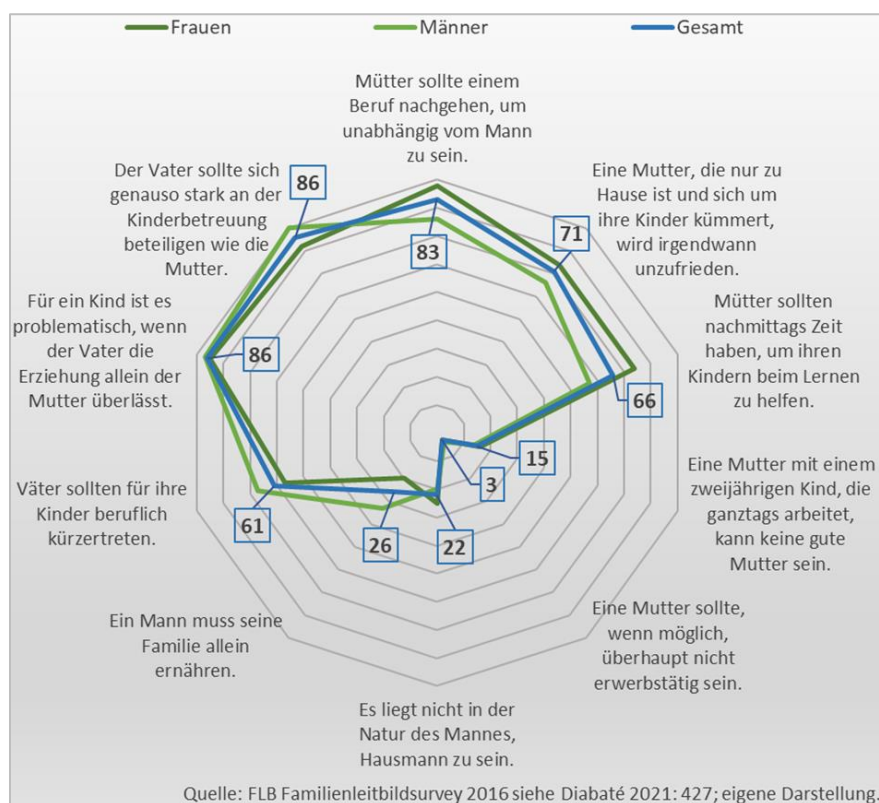 Frauen Männer Gesamt
Mütter sollte einem
Beruf nachgehen, um
unabhängig vom Mann
zu sein.
83
Eine Mutter, die nur zu
Hause ist und sich um
ihre Kinder kümmert,
wird irgendwann
unzufrieden.
71
Mütter sollten
nachmittags Zeit
haben, um ihren
Kindern beim Lernen
zu helfen.
66
Eine Mutter mit einem
zweijährigen Kind, die
ganztags arbeitet,
kann keine gute
Mutter sein.
15
Eine Mutter sollte,
wenn möglich,
überhaupt nicht
erwerbstätig sein.
3
Es liegt nicht in der
Natur des Mannes,
Hausmann zu sein.
22
Ein Mann muss seine
Familie allein
ernähren.
26
Väter sollten für ihre
Kinder beruflich
kürzertreten.
61
Für ein Kind ist es
problematisch, wenn
der Vater die
Erziehung allein der
Mutter überlässt.
86
Der Vater sollte sich
genauso stark an der
Kinderbetreuung
beteiligen wie die
Mutter.
86
Quelle: FLB Familienleitbildsurvey 2016 siehe Diabaté 2021: 427; eigene Darstellung.